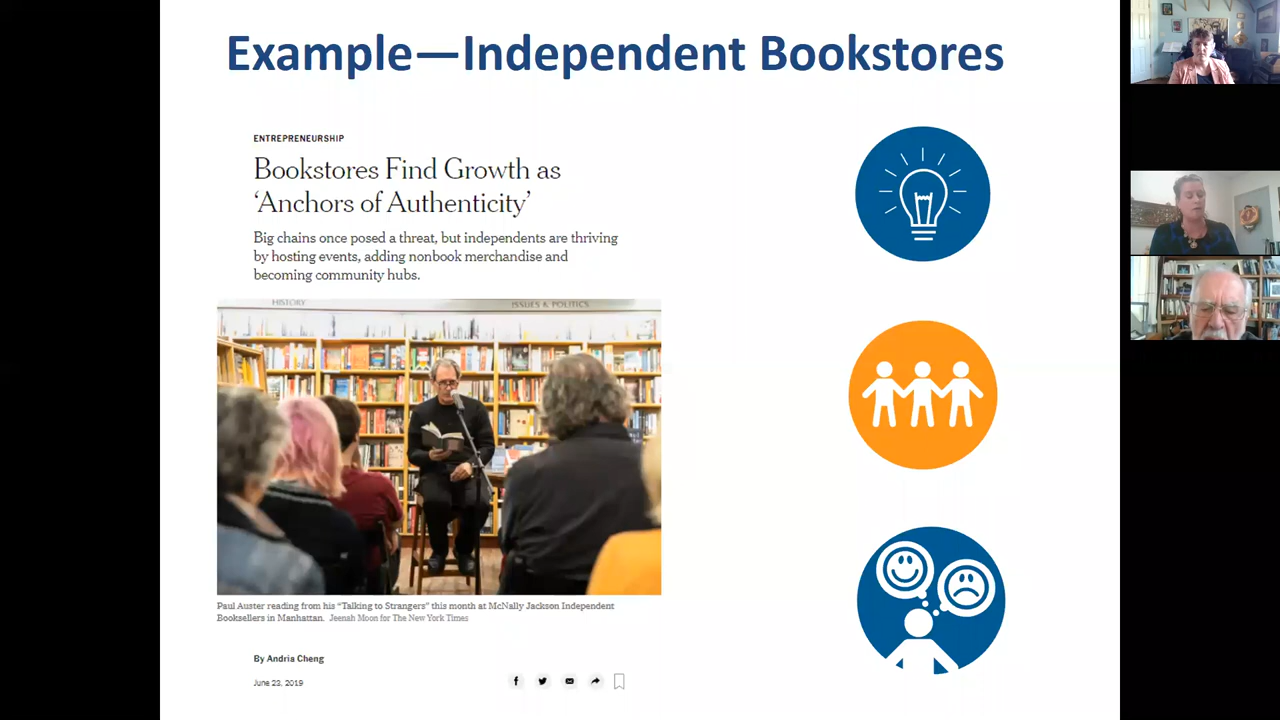 Example—Independent Bookstores
ENTREPRENEURSHIP
Bookstores Find Growth as
‘Anchors of Authenticity’
Big chains once posed a threat, but independents are thriving
by hosting events, adding nonbook merchandise and
becoming community hubs.
HISTORY
ISSUES & POLITICS
Paul Auster reading from his “Talking to Strangers” this month at McNally Jackson Independent
Booksellers in Manhattan. Jeenah Moon for The New York Times
By Andria Cheng
June 23, 2019